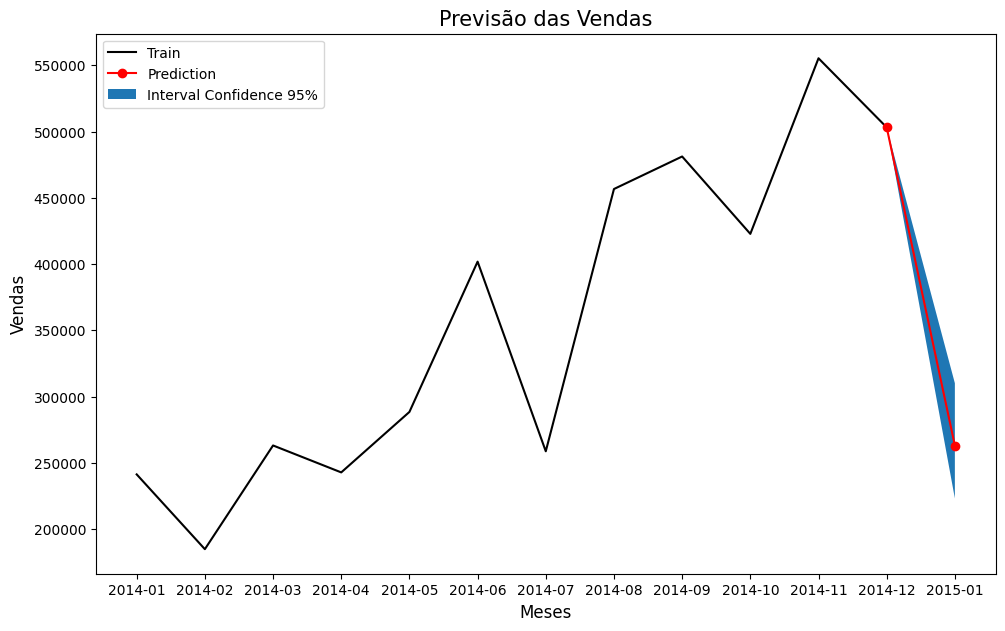 Previsão das Vendas
Train
Prediction
Interval Confidence 95%
550000
500000
450000
400000
350000
300000
250000
200000
Vendas
2014-01 2014-02 2014-03 2014-04 2014-05 2014-06 2014-07 2014-08 2014-09 2014-10 2014-11 2014-12 2015-01
Meses